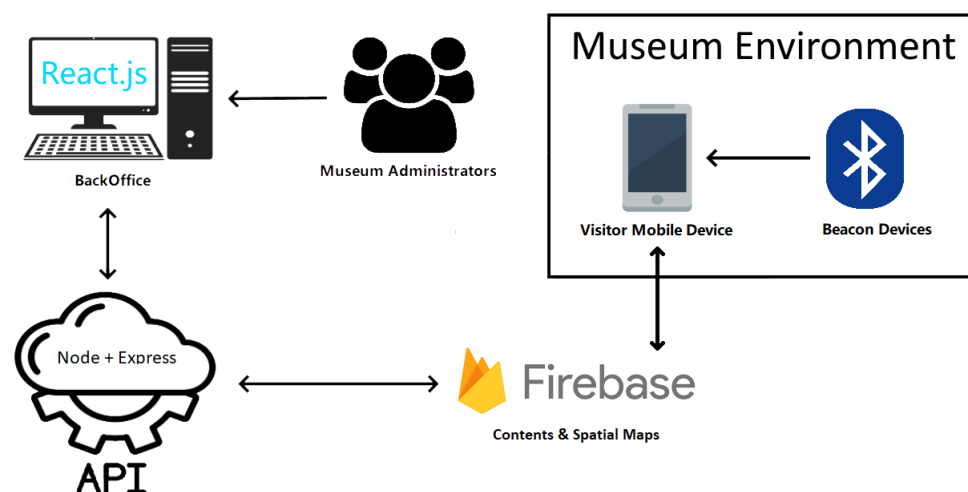 React.js
BackOffice
Museum Administrators
Museum Environment
Visitor Mobile Device
Beacon Devices
Node + Express
API
Firebase
Contents & Spatial Maps